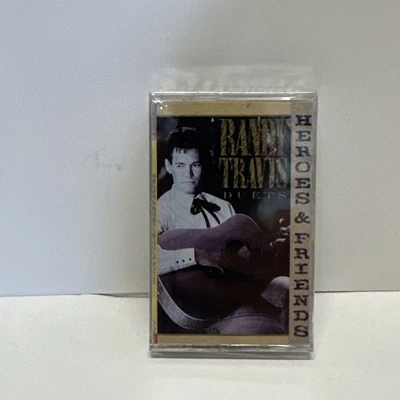 RANDY
TRAVIS
DUETS
HEROES & FRIENDS